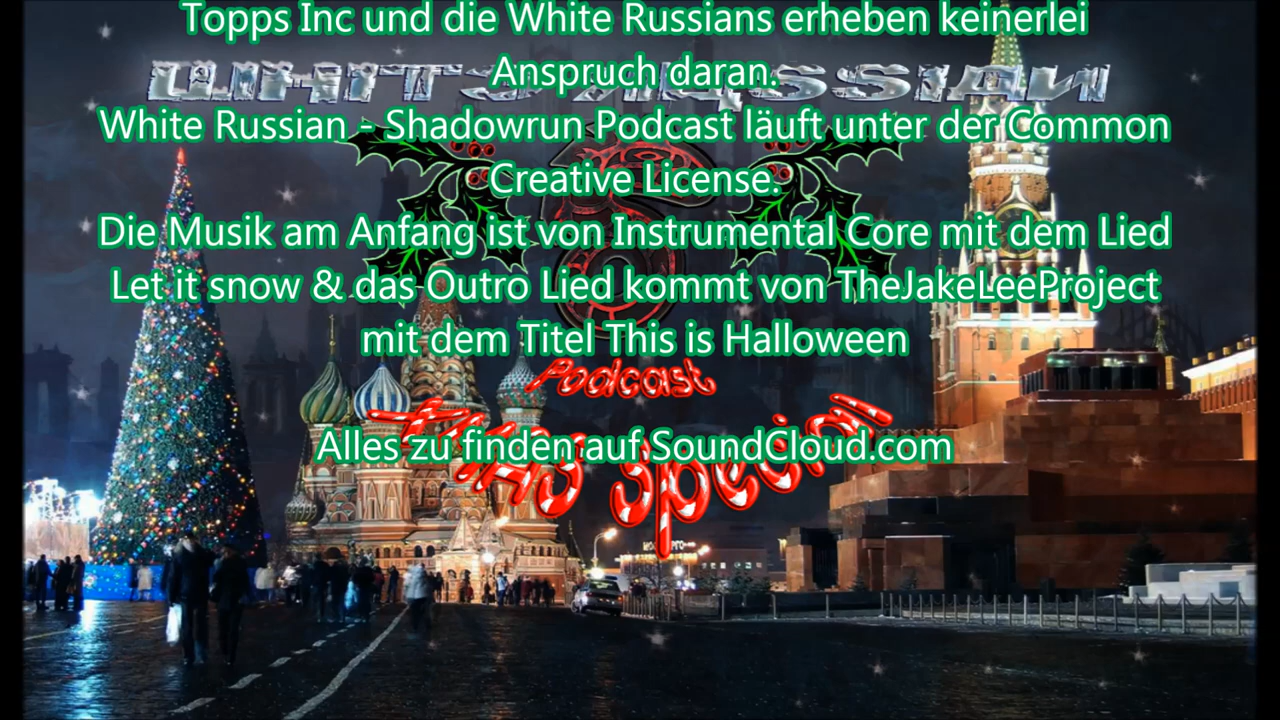 Topps Inc und die White Russians erheben keinerlei
Anspruch daran.
White Russian - Shadowrun Podcast läuft unter der Common
Creative License.
Die Musik am Anfang ist von Instrumental Core mit dem Lied
Let it snow & das Outro Lied kommt von TheJakeLeeProject
mit dem Titel This is Halloween
Podcast
Alles zu finden auf SoundCloud.com
XMAS Special